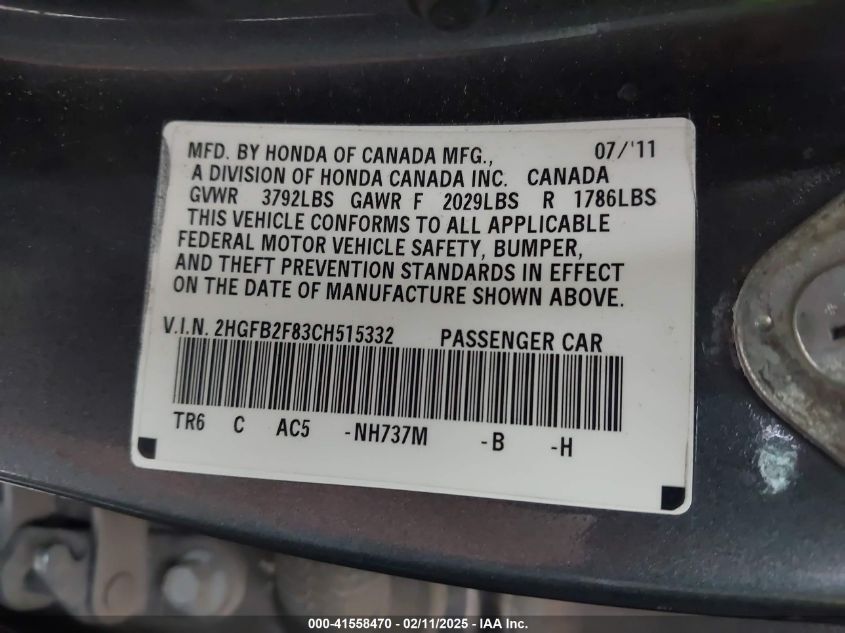 MFD. BY HONDA OF CANADA MFG., 07/'11
A DIVISION OF HONDA CANADA INC. CANADA
GVWR 3792LBS GAWR F 2029LBS R 1786LBS
THIS VEHICLE CONFORMS TO ALL APPLICABLE
FEDERAL MOTOR VEHICLE SAFETY, BUMPER,
AND THEFT PREVENTION STANDARDS IN EFFECT
ON THE DATE OF MANUFACTURE SHOWN ABOVE.
V.I.N. 2HGFB2F83CH515332 PASSENGER CAR
TR6 C AC5 -NH737M -B -H
000-41558470 - 02/11/2025 - IAA Inc.